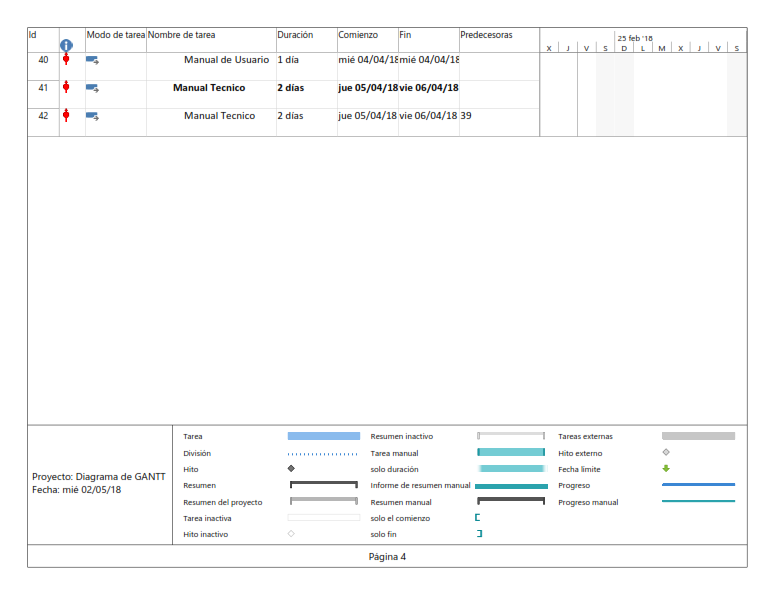 Id Modo de tarea Nombre de tarea Duración Comienzo Fin Predecesoras 25 feb '18
X J V S D L M X J V S
40 Manual de Usuario 1 día mié 04/04/18 mié 04/04/18
41 Manual Tecnico 2 días jue 05/04/18 vie 06/04/18
42 Manual Tecnico 2 días jue 05/04/18 vie 06/04/18 39
Proyecto: Diagrama de GANTT
Fecha: mié 02/05/18
Tarea Resumen inactivo Tareas externas
División Tarea manual Hito externo
Hito solo duración Fecha límite
Resumen Informe de resumen manual Progreso
Resumen del proyecto Resumen manual Progreso manual
Tarea inactiva solo el comienzo
Hito inactivo solo fin
Página 4